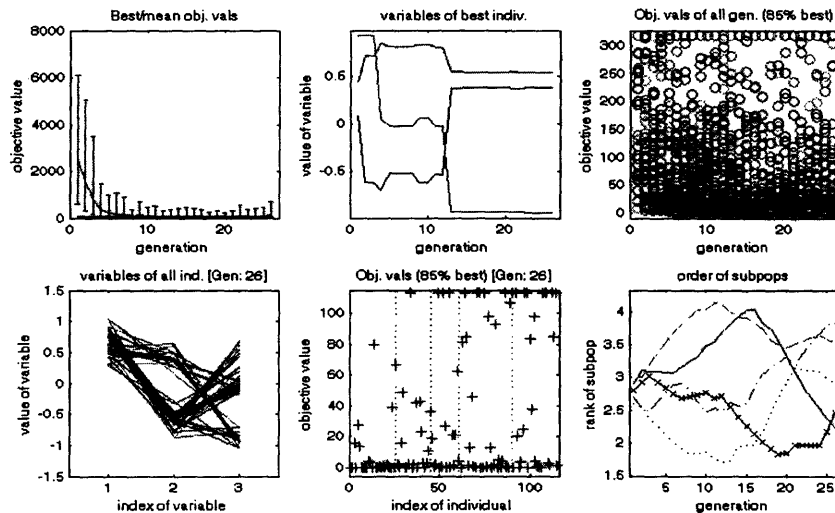 Best/mean obj. vals
8000
6000
4000
2000
0
0 10 20
objective value
generation
variables of best indiv.
0.6
0
-0.6
0 10 20
value of variable
generation
Obj. vals of all gen. (85% best)
300
250
200
150
100
50
0
0 10 20
objective value
generation
variables of all ind. [Gen: 26]
1.5
1
0.5
0
-0.5
-1
-1.5
1 2 3
value of variable
index of variable
Obj. vals (85% best) [Gen: 26]
100
80
60
40
20
0
0 50 100
objective value
index of individual
order of subpops
4
3.5
3
2.5
2
1.5
5 10 15 20 25
rank of subpop
generation